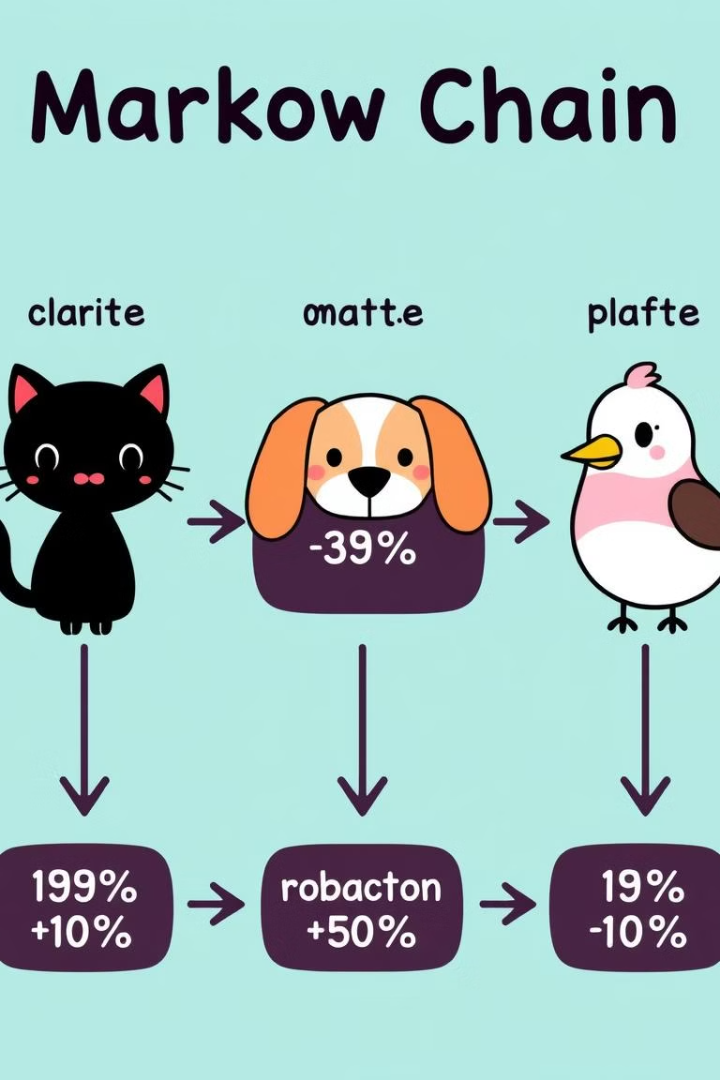 Markow Chain
clarite
omatt.e
plafte
-39%
199%
+10%
robacton
+50%
19%
-10%